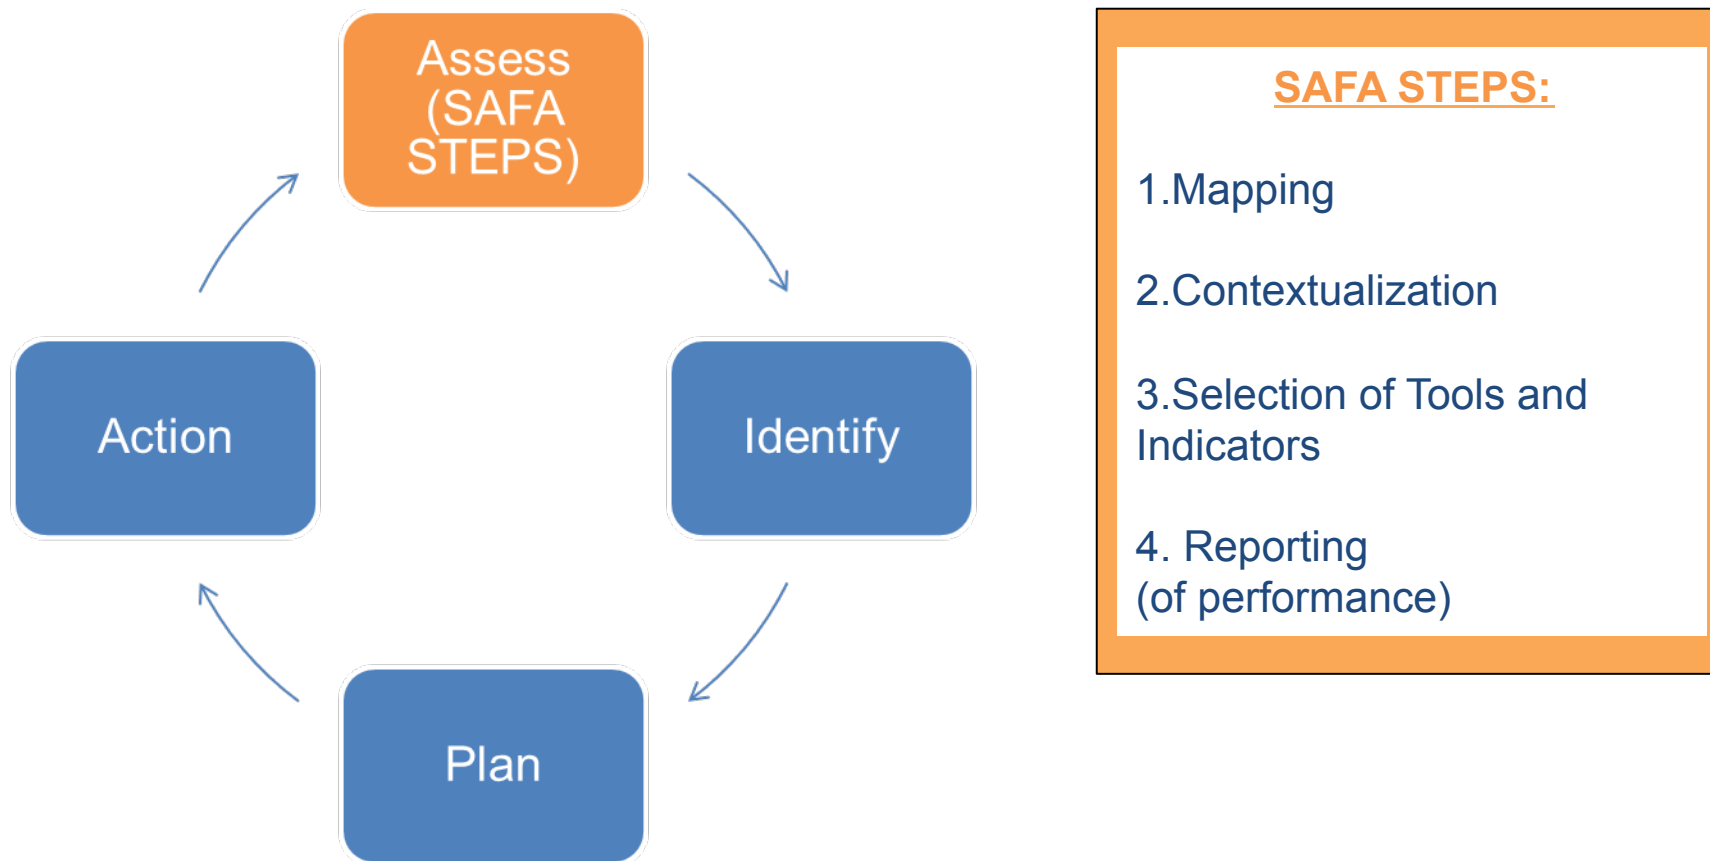 Assess
(SAFA
STEPS)
Action
Identify
Plan
SAFA STEPS:
1.Mapping
2.Contextualization
3.Selection of Tools and
Indicators
4. Reporting
(of performance)